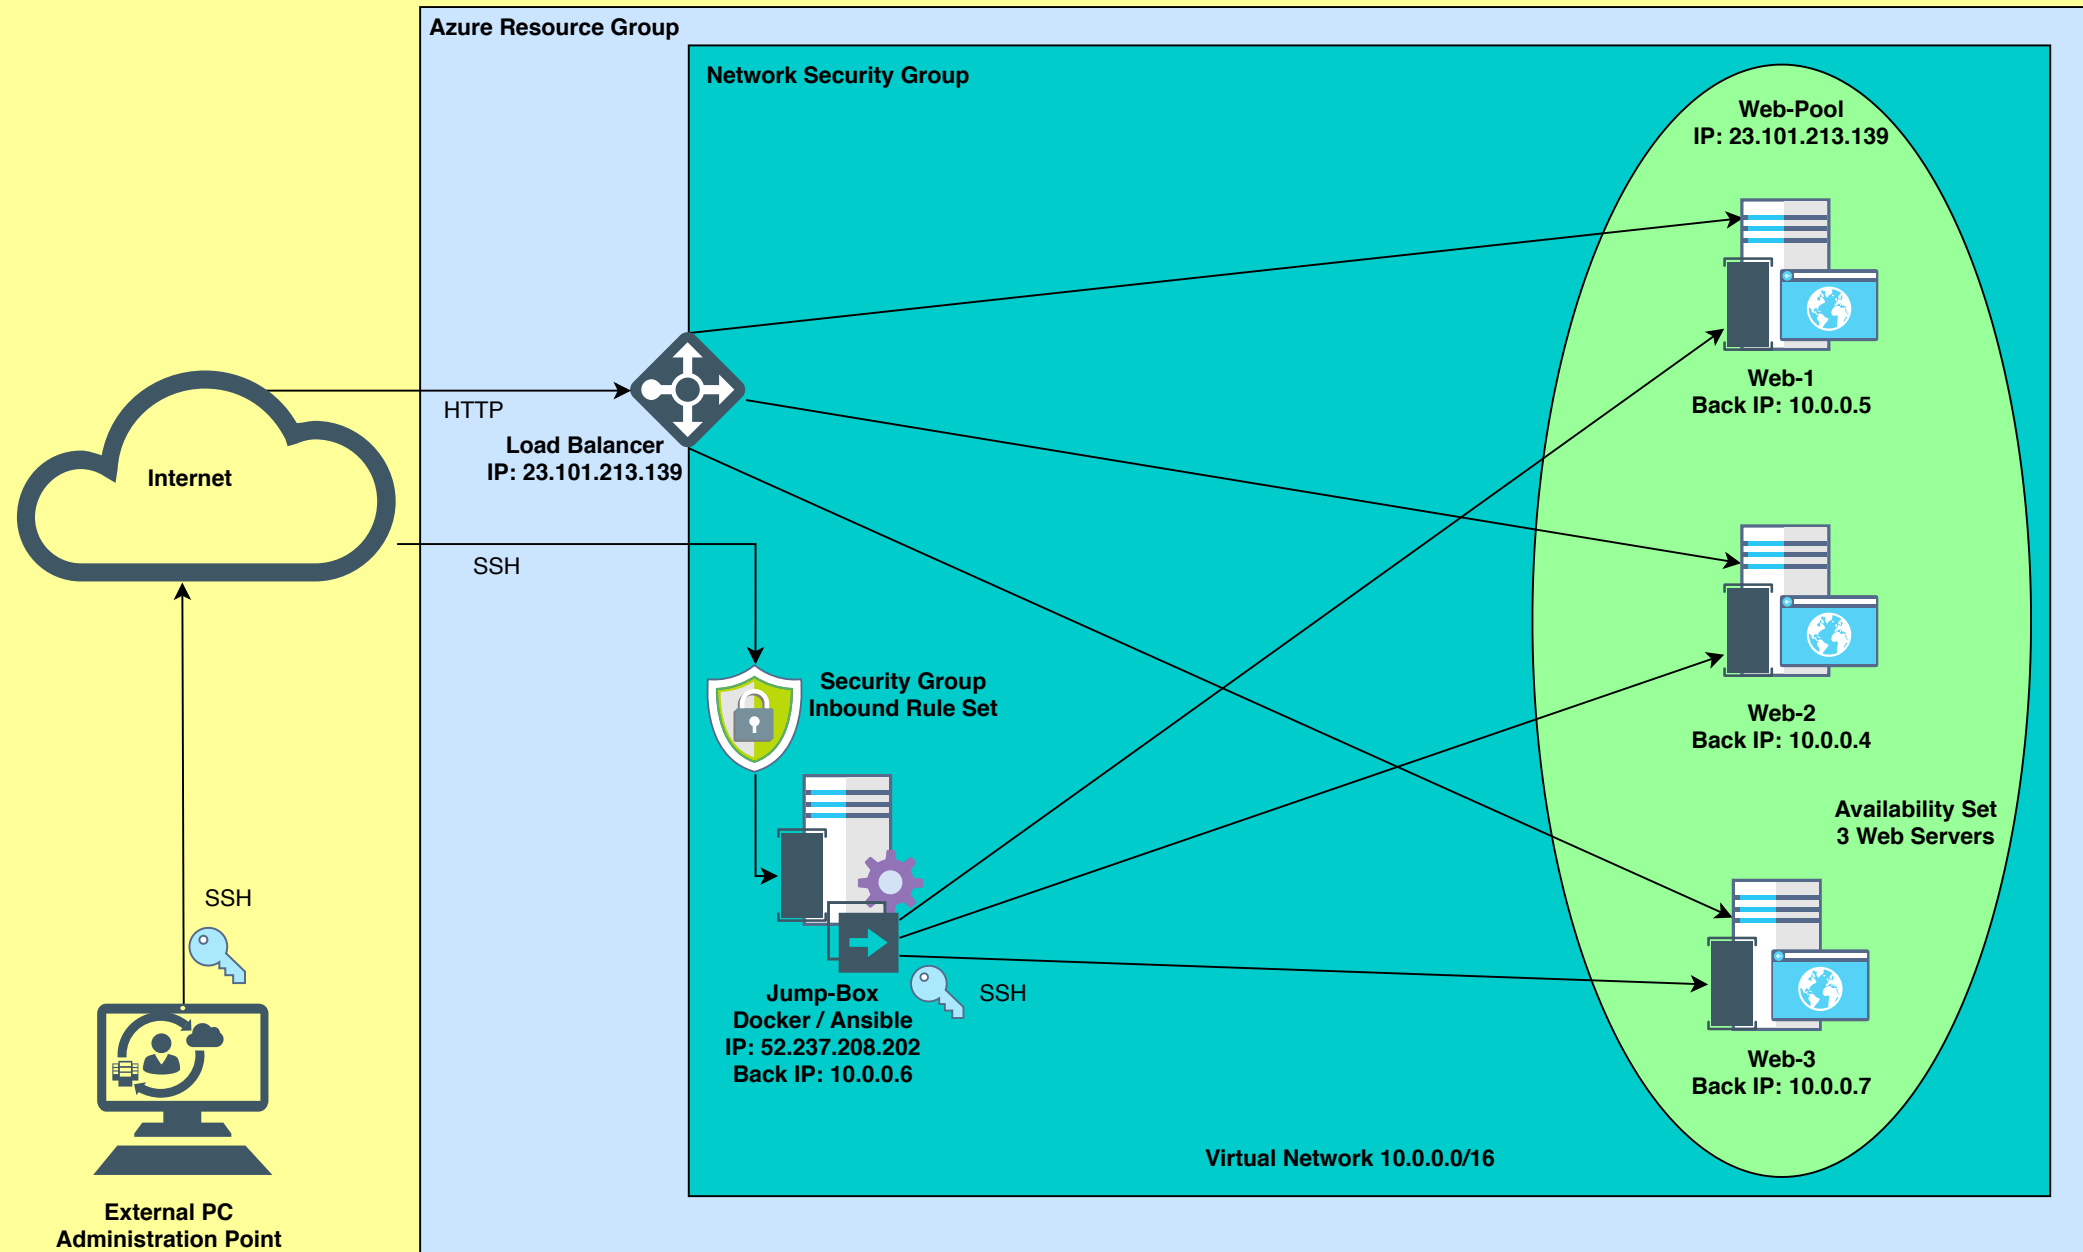 Azure Resource Group
Network Security Group
Web-Pool
IP: 23.101.213.139
Web-1
Back IP: 10.0.0.5
HTTP
Load Balancer
IP: 23.101.213.139
Internet
SSH
Security Group
Inbound Rule Set
Web-2
Back IP: 10.0.0.4
Availability Set
3 Web Servers
SSH
Jump-Box
Docker / Ansible
IP: 52.237.208.202
Back IP: 10.0.0.6
SSH
Web-3
Back IP: 10.0.0.7
Virtual Network 10.0.0.0/16
External PC
Administration Point